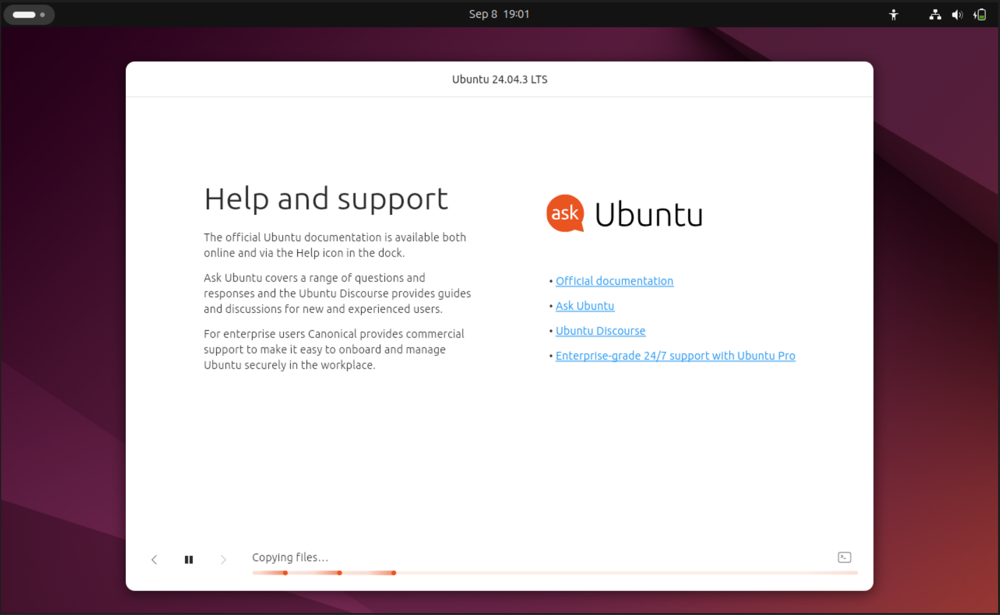 Sep 8 19:01
Ubuntu 24.04.3 LTS
Help and support
The official Ubuntu documentation is available both
online and via the Help icon in the dock.
Ask Ubuntu covers a range of questions and
responses and the Ubuntu Discourse provides guides
and discussions for new and experienced users.
For enterprise users Canonical provides commercial
support to make it easy to onboard and manage
Ubuntu securely in the workplace.
ask Ubuntu
• Official documentation
• Ask Ubuntu
• Ubuntu Discourse
• Enterprise-grade 24/7 support with Ubuntu Pro
Copying files...